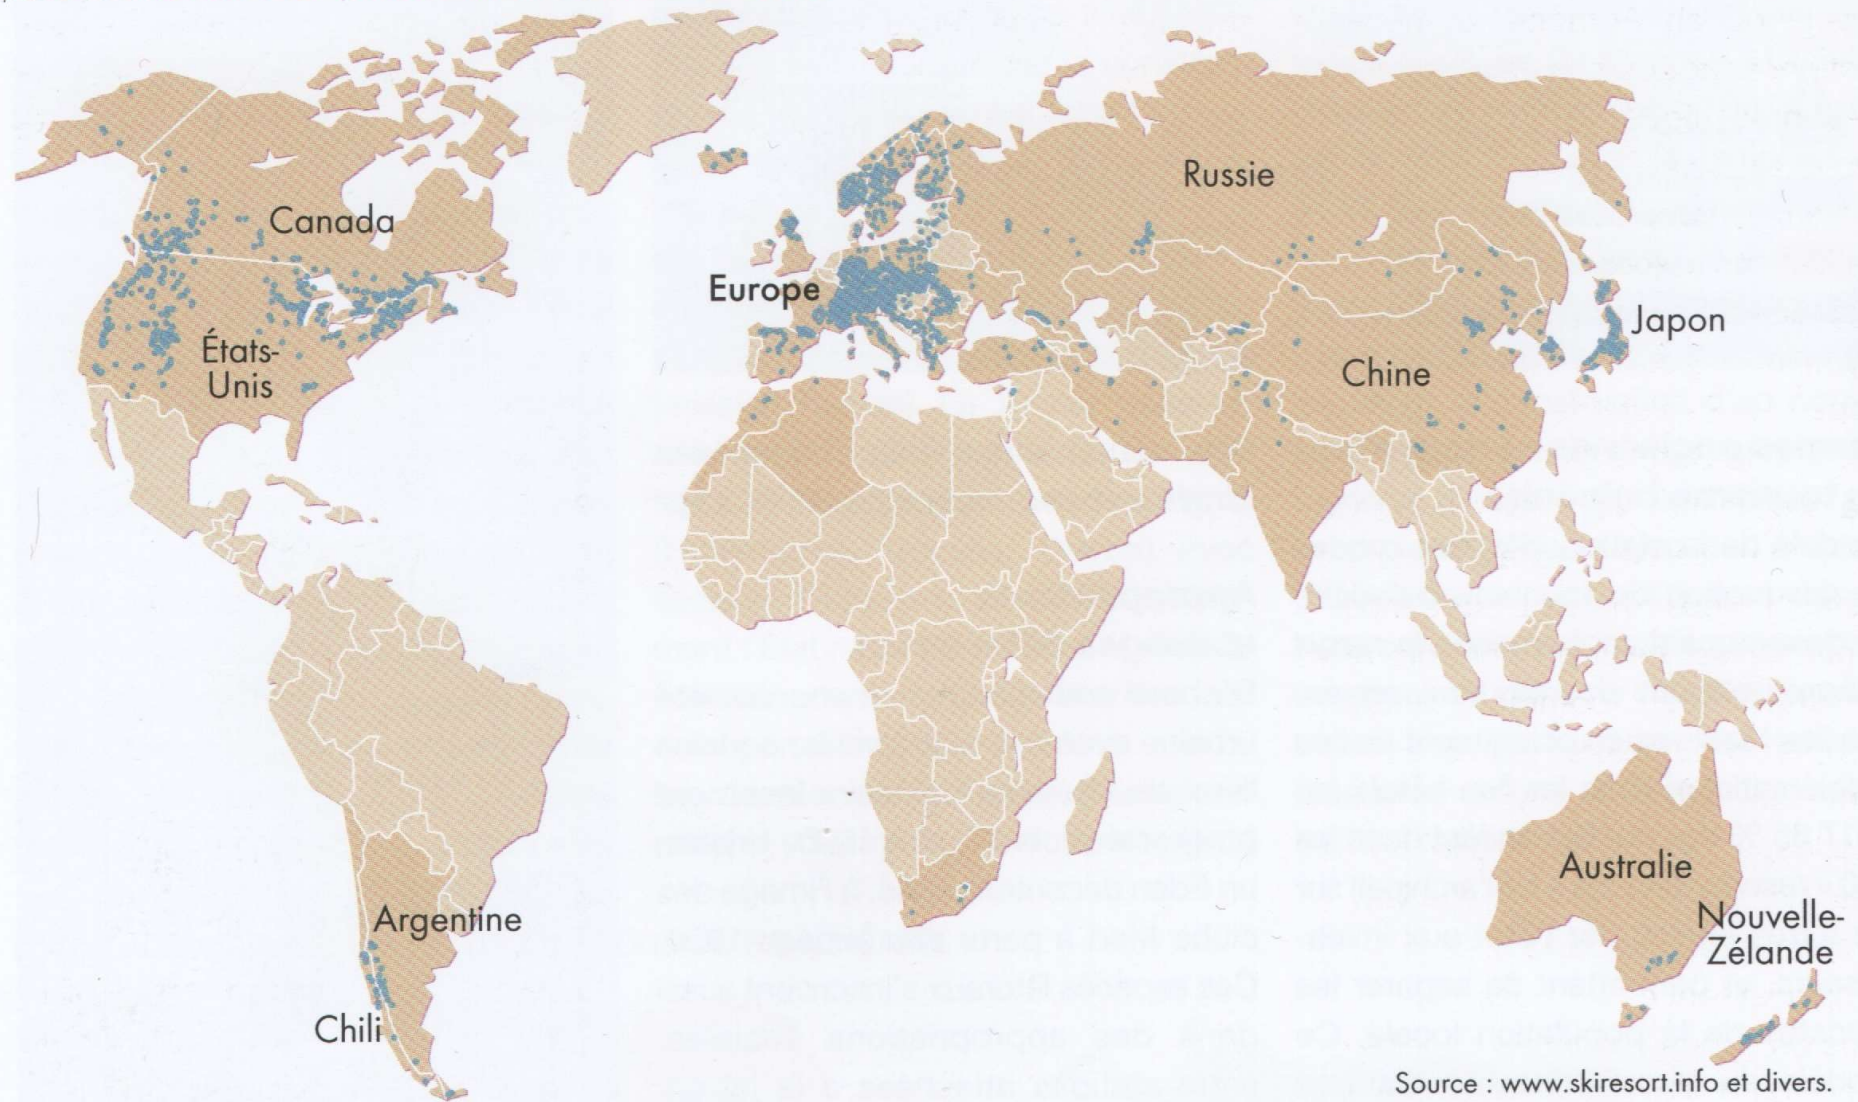 Russie
Canada
Europe
Japon
États-
Unis
Chine
Australie
Argentine
Nouvelle-
Zélande
Chili
Source : www.skiresort.info et divers.